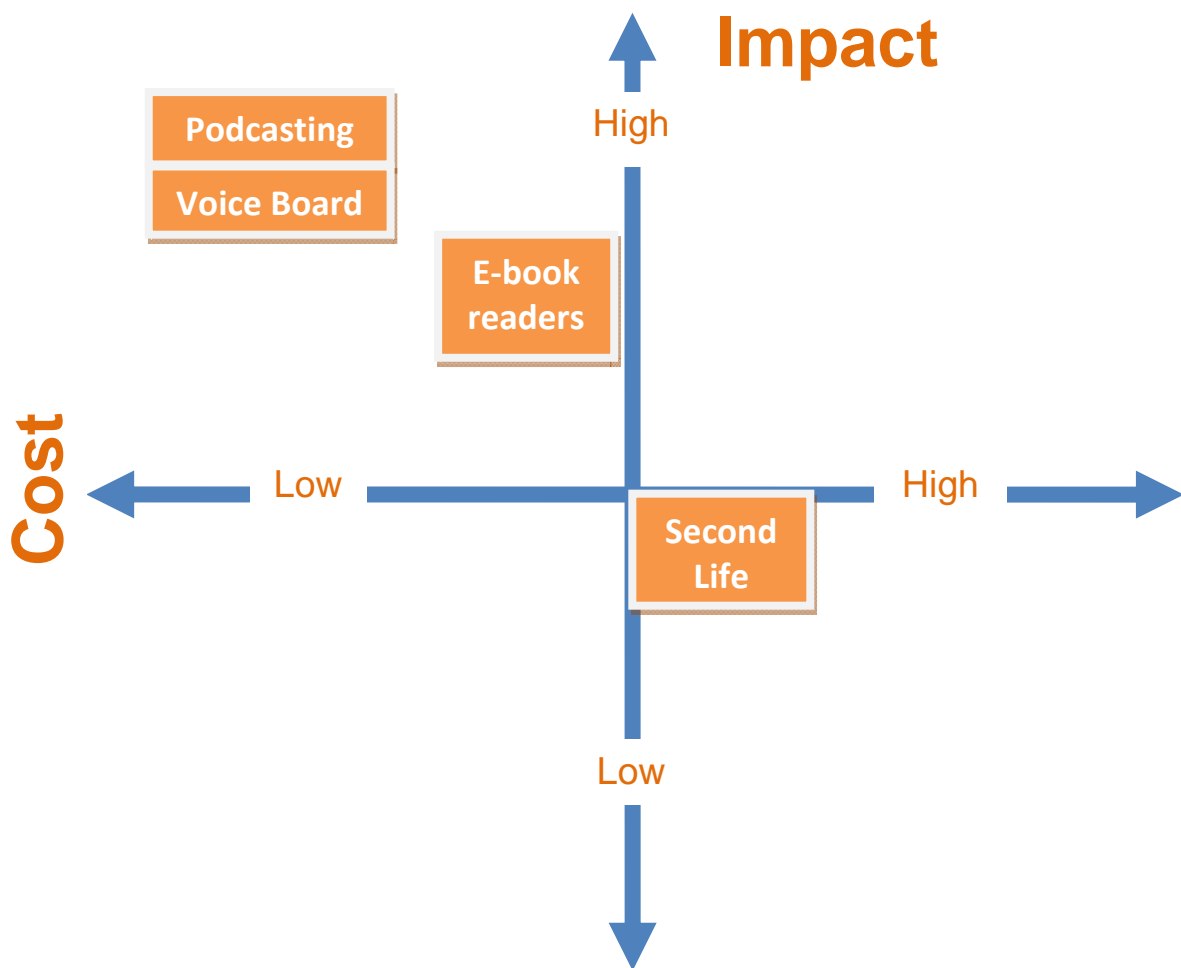 Impact
High
Podcasting
Voice Board
E-book
readers
Cost
Low
High
Second
Life
Low